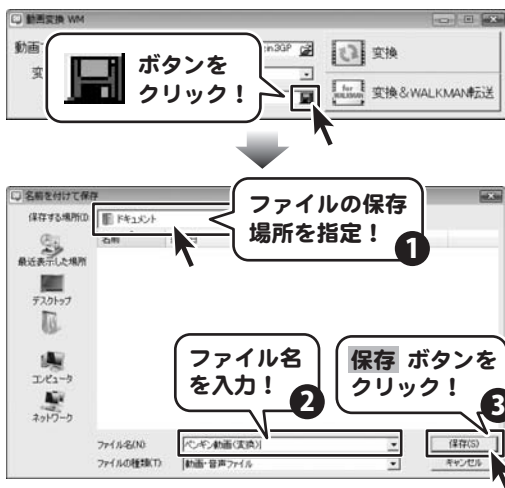 動画変換 WM
動画
in3GP
変
ボタンを
クリック！
変換
for WALKMAN
変換&WALKMAN転送
名前を付けて保存
保存する場所(I):
ドキュメント
ファイルの保存
場所を指定！
1
名前
最近表示した場所
デスクトップ
コンピュータ
ネットワーク
ファイル名
を入力！
2
保存 ボタンを
クリック！
3
ファイル名(N):
ペンギン動画(変換)
保存(S)
ファイルの種類(T):
動画・音声ファイル
キャンセル